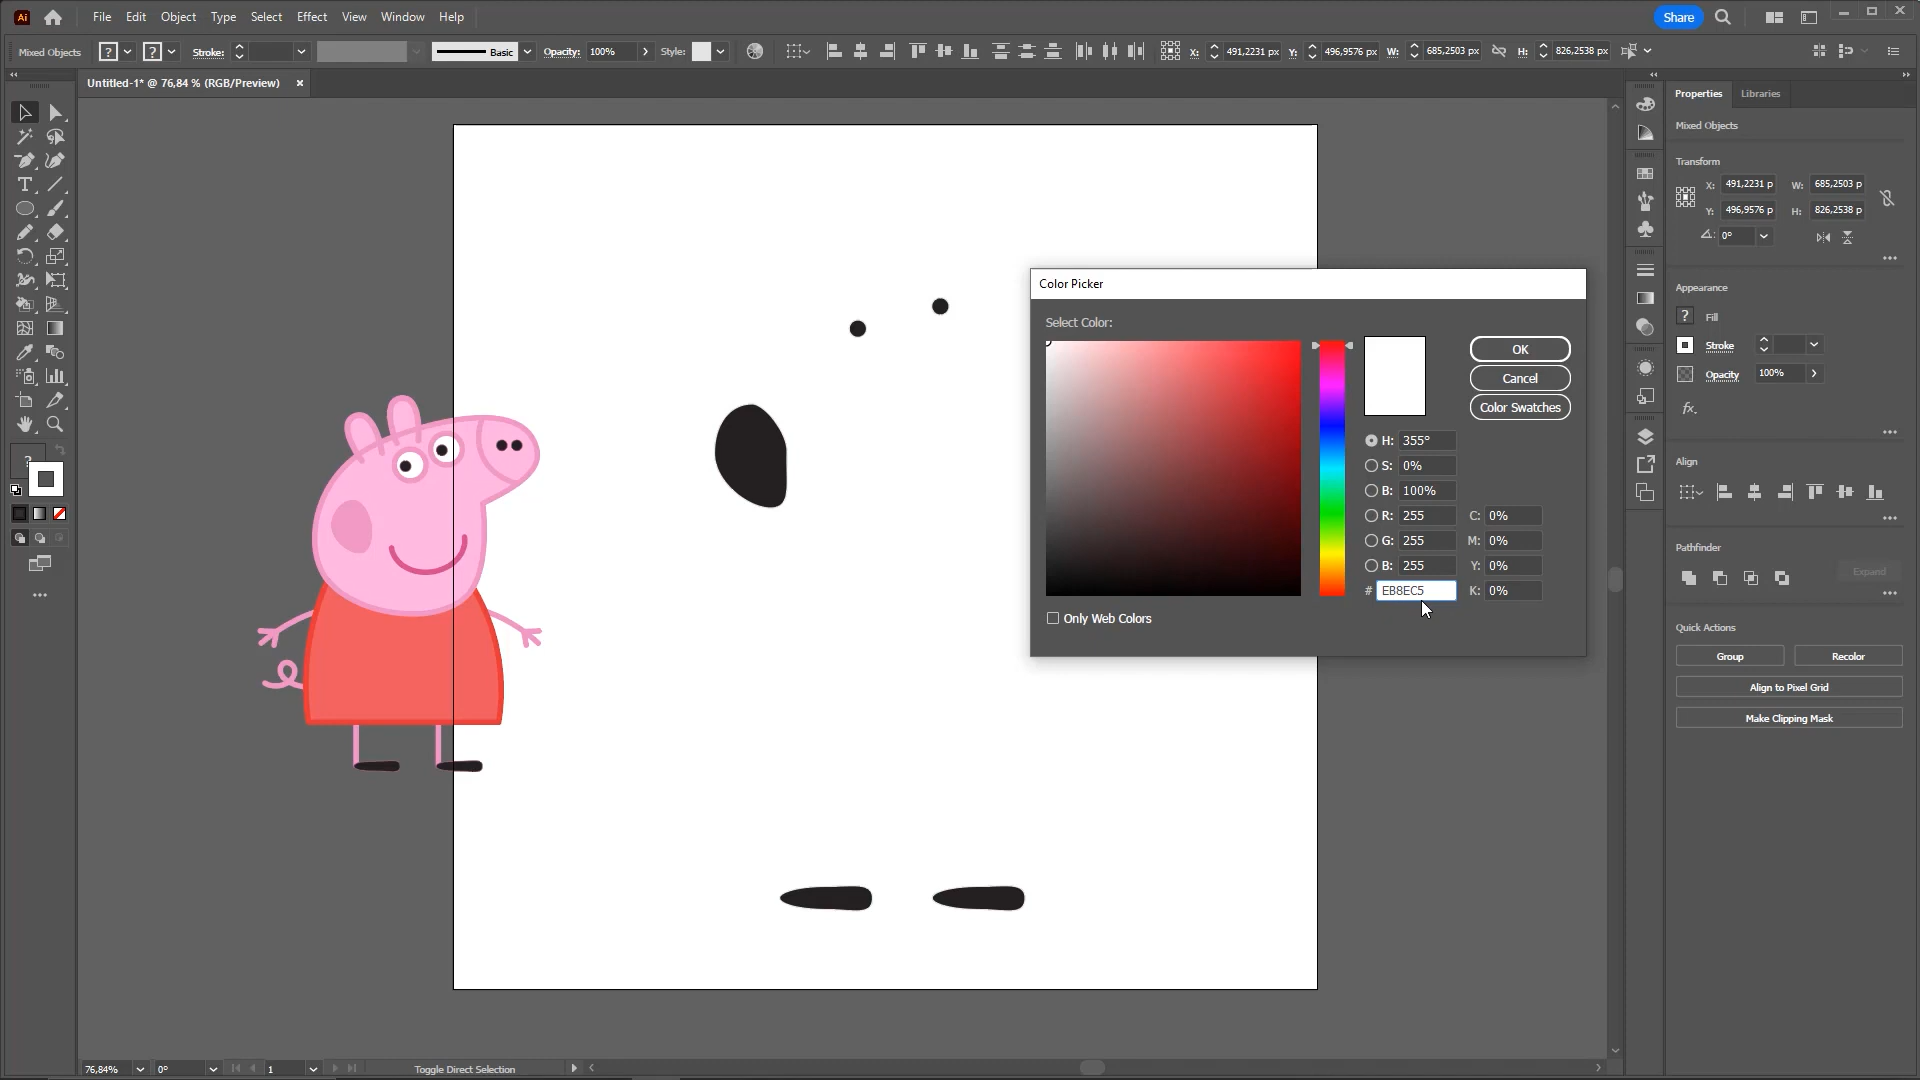 Ai File Edit Object Type Select Effect View Window Help Share
Mixed Objects ? ? Stroke: Basic Opacity: 100% Style: X: 491,2231 px Y: 496,9576 px W: 685,2503 px H: 826,2538 px
Untitled-1* @ 76,84 % (RGB/Preview) ×
Properties Libraries
Mixed Objects
Transform
X: 491,2231 p W: 685,2503 p
Y: 496,9576 p H: 826,2538 p
0°
Appearance
? Fill
Stroke
Opacity 100%
fx.
Align
Pathfinder
Expand
Quick Actions
Group Recolor
Align to Pixel Grid
Make Clipping Mask
Color Picker
Select Color:
OK
Cancel
Color Swatches
H: 355°
S: 0%
B: 100%
R: 255 C: 0%
G: 255 M: 0%
B: 255 Y: 0%
# EB8EC5 K: 0%
Only Web Colors
76,84% 0° 1 Toggle Direct Selection